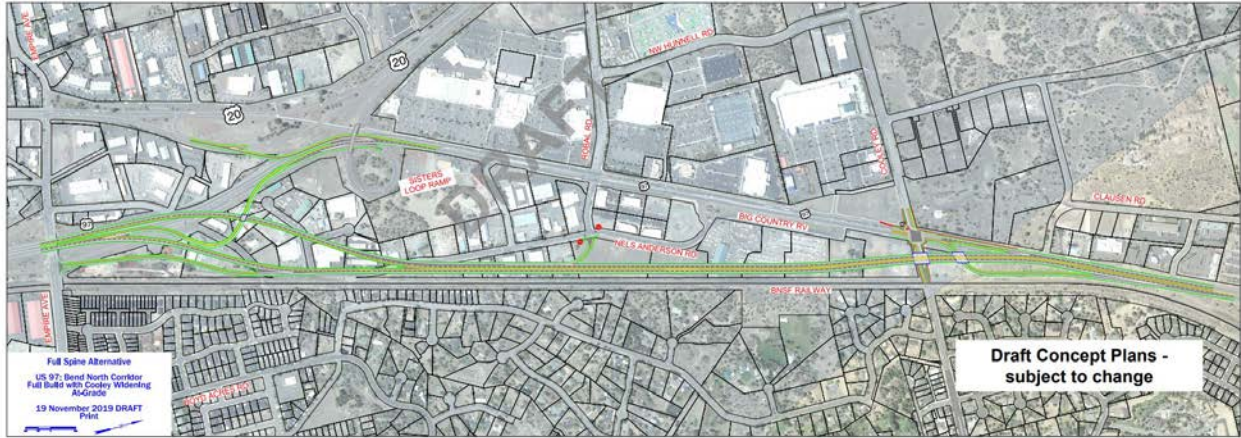 EMPIRE AVE
20
20
NW HUNNELL RD
ROBAL RD
COOLEY RD
SISTERS
LOOP RAMP
DRAFT
97
BIG COUNTRY RV
CLAUSEN RD
NELS ANDERSON RD
BNSF RAILWAY
EMPIRE AVE
Full Spine Alternative
US 97: Bend North Corridor
Full Build with Cooley Widening
At-Grade
19 November 2019 DRAFT
Print
Draft Concept Plans -
subject to change